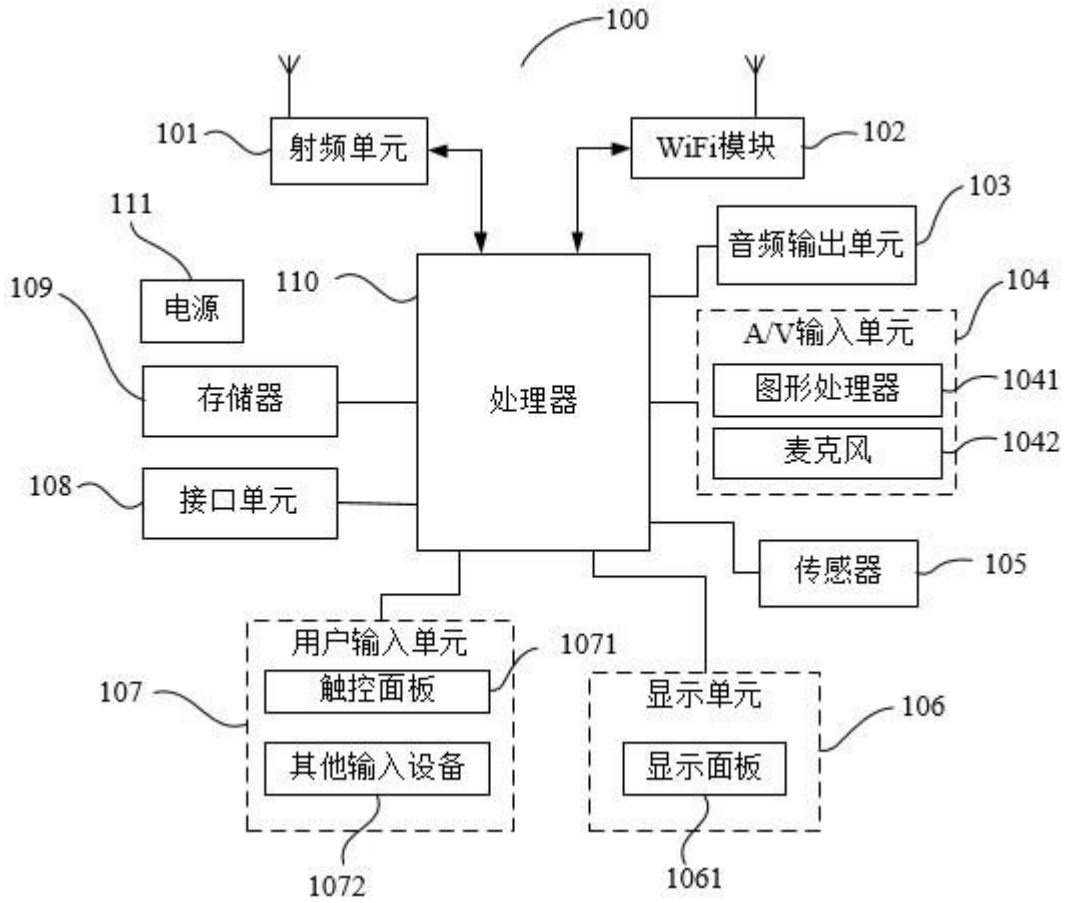 100
101
射频单元
WiFi模块
102
111
110
音频输出单元
103
109
电源
A/V输入单元
104
存储器
处理器
图形处理器
1041
麦克风
1042
108
接口单元
传感器
105
用户输入单元
1071
107
触控面板
显示单元
106
其他输入设备
显示面板
1072
1061